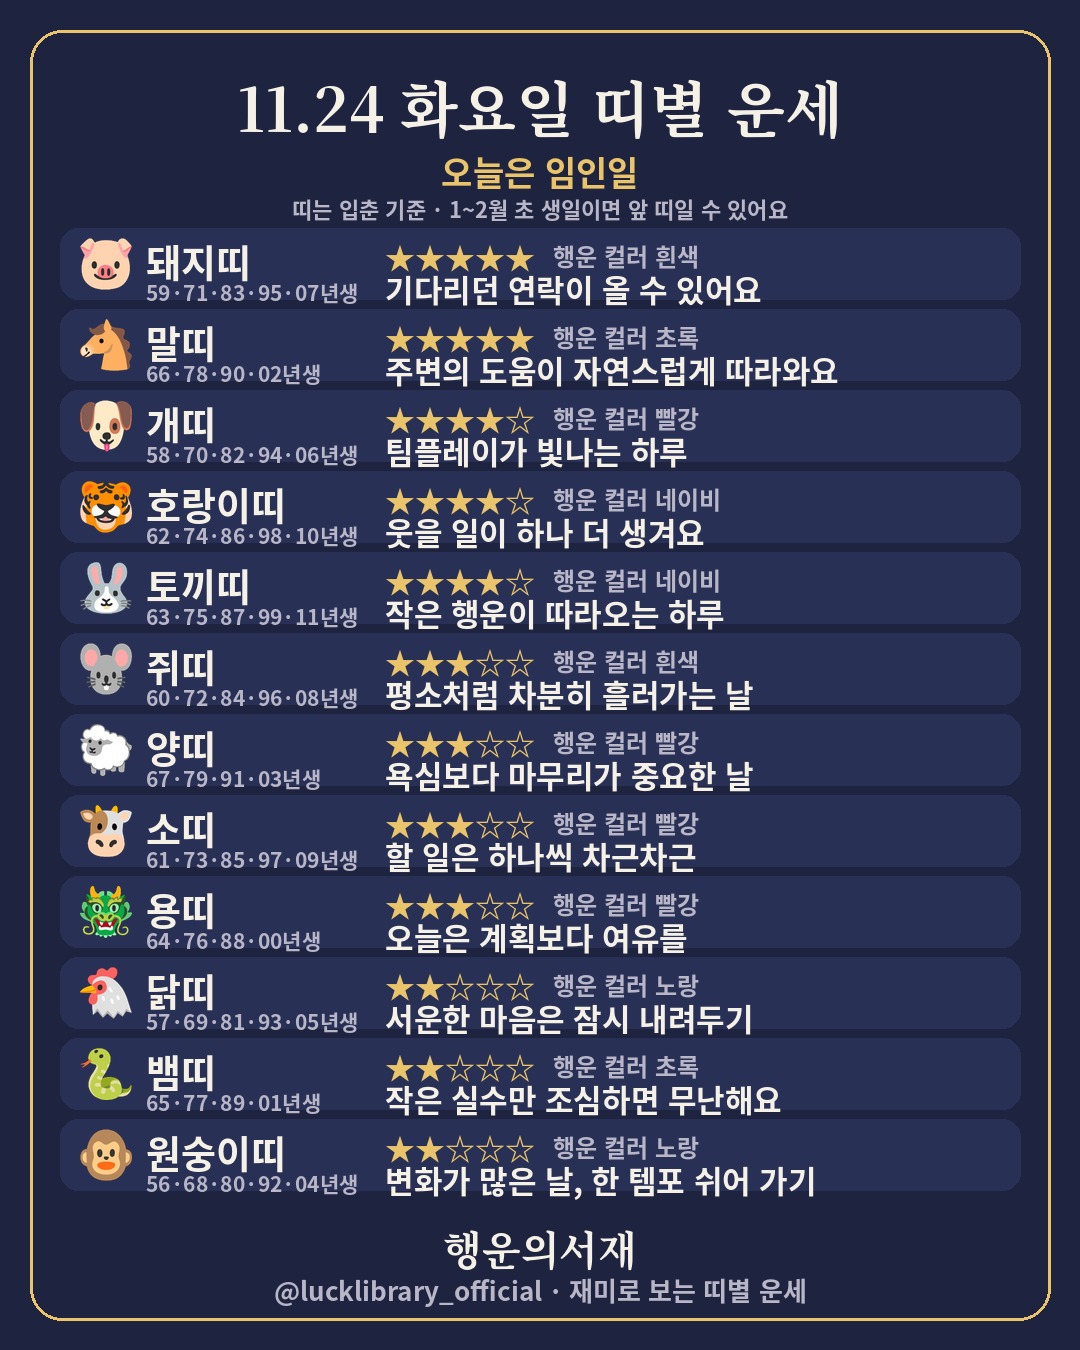 11.24 화요일 띠별 운세
오늘은 임인일
띠는 입춘 기준 · 1~2월 초 생일이면 앞 띠일 수 있어요
돼지띠
59·71·83·95·07년생
★★★★★ 행운 컬러 흰색
기다리던 연락이 올 수 있어요
말띠
66·78·90·02년생
★★★★★ 행운 컬러 초록
주변의 도움이 자연스럽게 따라와요
개띠
58·70·82·94·06년생
★★★★☆ 행운 컬러 빨강
팀플레이가 빛나는 하루
호랑이띠
62·74·86·98·10년생
★★★★☆ 행운 컬러 네이비
웃을 일이 하나 더 생겨요
토끼띠
63·75·87·99·11년생
★★★★☆ 행운 컬러 네이비
작은 행운이 따라오는 하루
쥐띠
60·72·84·96·08년생
★★★☆☆ 행운 컬러 흰색
평소처럼 차분히 흘러가는 날
양띠
67·79·91·03년생
★★★☆☆ 행운 컬러 빨강
욕심보다 마무리가 중요한 날
소띠
61·73·85·97·09년생
★★★☆☆ 행운 컬러 빨강
할 일은 하나씩 차근차근
용띠
64·76·88·00년생
★★★☆☆ 행운 컬러 빨강
오늘은 계획보다 여유를
닭띠
57·69·81·93·05년생
★★☆☆☆ 행운 컬러 노랑
서운한 마음은 잠시 내려두기
뱀띠
65·77·89·01년생
★★☆☆☆ 행운 컬러 초록
작은 실수만 조심하면 무난해요
원숭이띠
56·68·80·92·04년생
★★☆☆☆ 행운 컬러 노랑
변화가 많은 날, 한 템포 쉬어 가기
행운의서재
@lucklibrary_official · 재미로 보는 띠별 운세